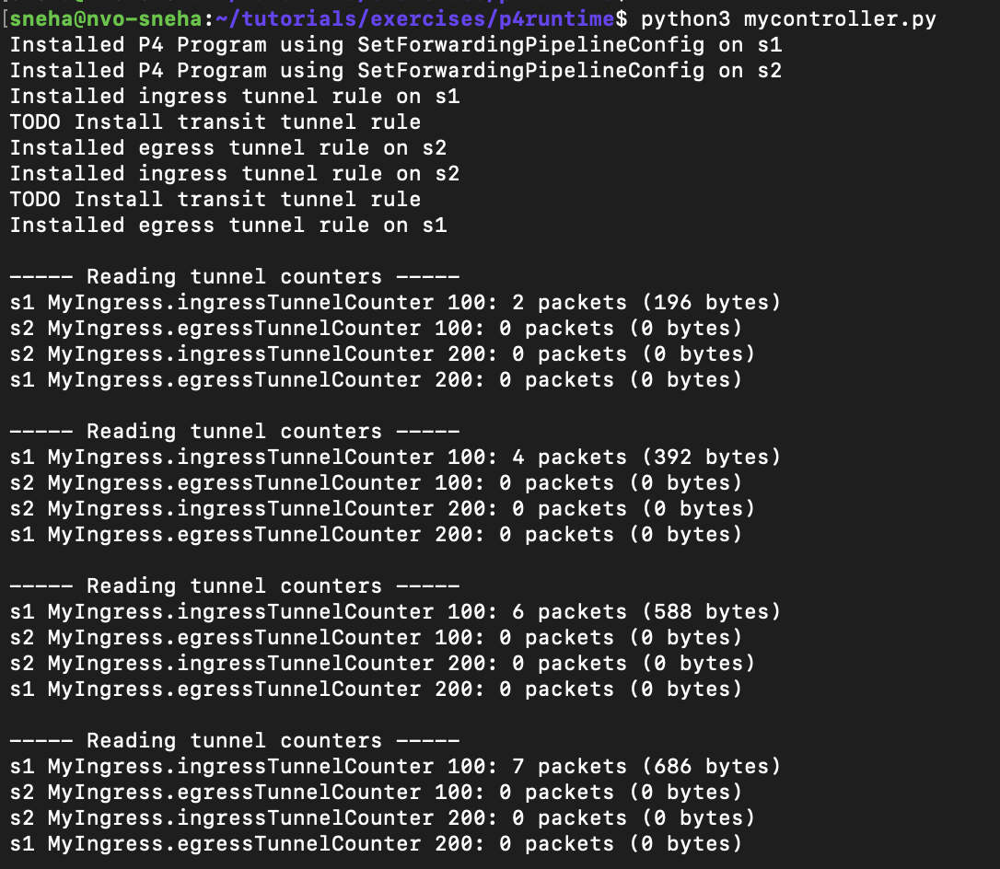 [sneha@nvo-sneha:~/tutorials/exercises/p4runtime$ python3 mycontroller.py
Installed P4 Program using SetForwardingPipelineConfig on s1
Installed P4 Program using SetForwardingPipelineConfig on s2
Installed ingress tunnel rule on s1
TODO Install transit tunnel rule
Installed egress tunnel rule on s2
Installed ingress tunnel rule on s2
TODO Install transit tunnel rule
Installed egress tunnel rule on s1
----- Reading tunnel counters -----
s1 MyIngress.ingressTunnelCounter 100: 2 packets (196 bytes)
s2 MyIngress.egressTunnelCounter 100: 0 packets (0 bytes)
s2 MyIngress.ingressTunnelCounter 200: 0 packets (0 bytes)
s1 MyIngress.egressTunnelCounter 200: 0 packets (0 bytes)
----- Reading tunnel counters -----
s1 MyIngress.ingressTunnelCounter 100: 4 packets (392 bytes)
s2 MyIngress.egressTunnelCounter 100: 0 packets (0 bytes)
s2 MyIngress.ingressTunnelCounter 200: 0 packets (0 bytes)
s1 MyIngress.egressTunnelCounter 200: 0 packets (0 bytes)
----- Reading tunnel counters -----
s1 MyIngress.ingressTunnelCounter 100: 6 packets (588 bytes)
s2 MyIngress.egressTunnelCounter 100: 0 packets (0 bytes)
s2 MyIngress.ingressTunnelCounter 200: 0 packets (0 bytes)
s1 MyIngress.egressTunnelCounter 200: 0 packets (0 bytes)
----- Reading tunnel counters -----
s1 MyIngress.ingressTunnelCounter 100: 7 packets (686 bytes)
s2 MyIngress.egressTunnelCounter 100: 0 packets (0 bytes)
s2 MyIngress.ingressTunnelCounter 200: 0 packets (0 bytes)
s1 MyIngress.egressTunnelCounter 200: 0 packets (0 bytes)